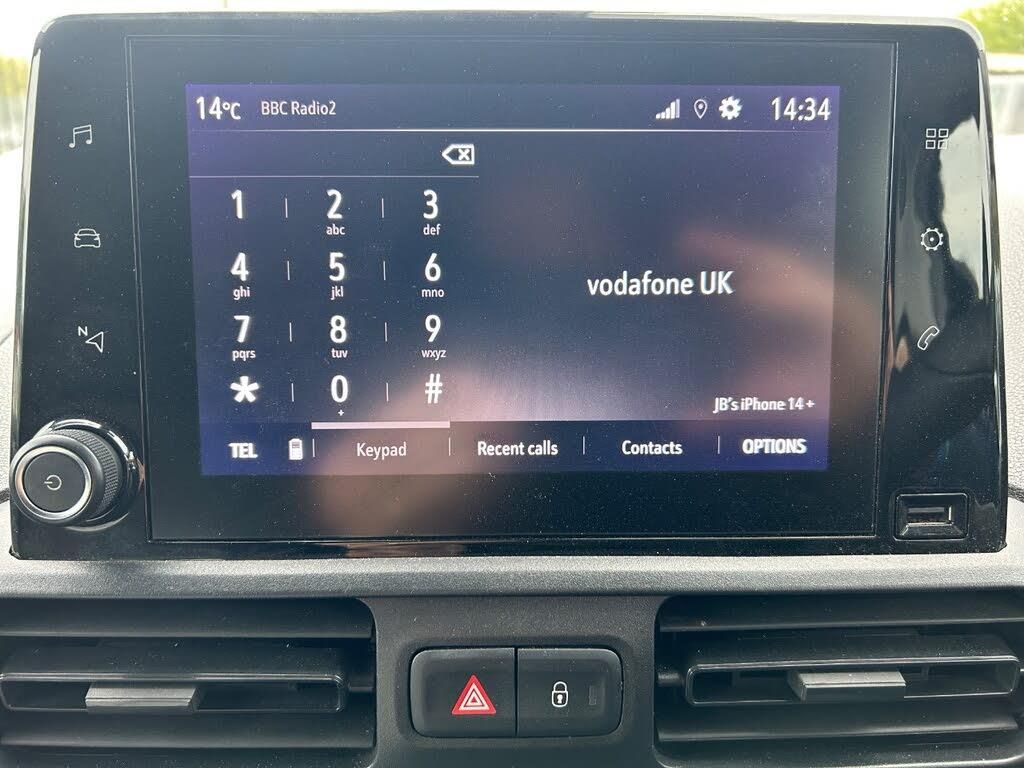 14°C BBC Radio2 14:34
1 2 3
abc def
4 5 6
ghi jkl mno
vodafone UK
7 8 9
pqrs tuv wxyz
* 0 #
+
JB's iPhone 14 +
TEL Keypad Recent calls Contacts OPTIONS
N